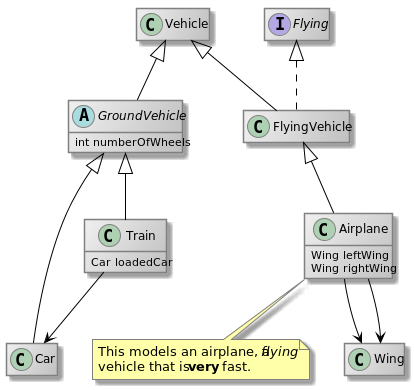 C Vehicle
I Flying
A GroundVehicle
int numberOfWheels
C FlyingVehicle
C Train
Car loadedCar
C Airplane
Wing leftWing
Wing rightWing
C Car
This models an airplane, a flying
vehicle that is very fast.
C Wing